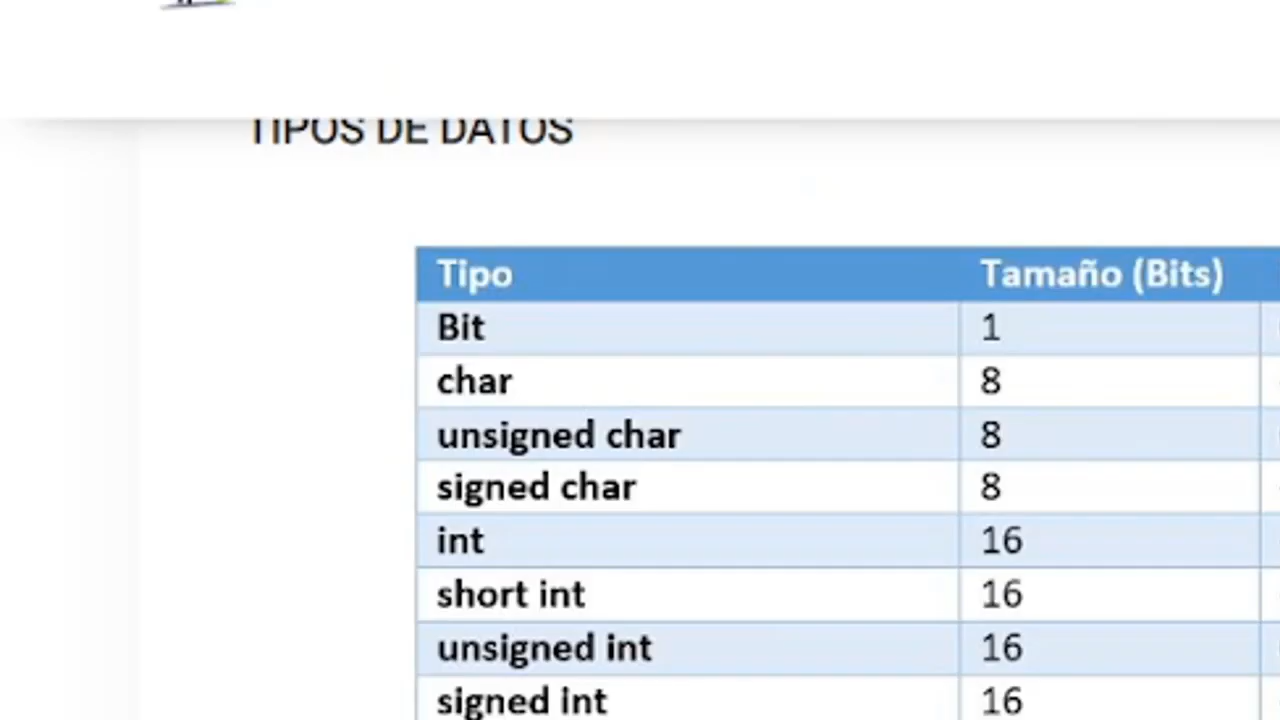 TIPOS DE DATOS
Tipo Tamaño (Bits)
Bit 1
char 8
unsigned char 8
signed char 8
int 16
short int 16
unsigned int 16
signed int 16